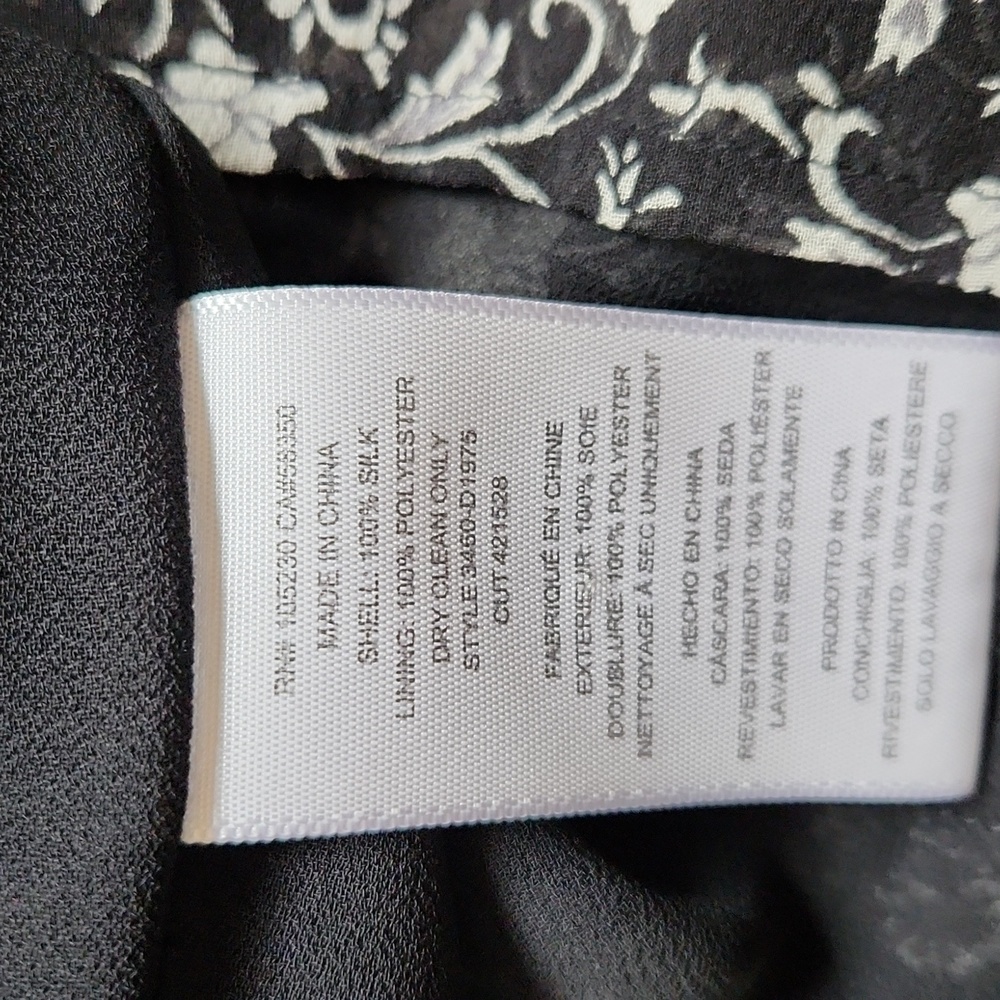 RN# 105230 CA#58350
MADE IN CHINA
SHELL: 100% SILK
LINING: 100% POLYESTER
DRY CLEAN ONLY
STYLE:3460-D1975
CUT:421528
FABRIQUÉ EN CHINE
EXTERIEUR: 100% SOIE
DOUBLURE: 100% POLYESTER
NETTOYAGE À SEC UNIQUEMENT
HECHO EN CHINA
CÁSCARA: 100% SEDA
REVESTIMIENTO: 100% POLIÉSTER
LAVAR EN SECO SOLAMENTE
PRODOTTO IN CINA
CONCHIGLIA: 100% SETA
RIVESTIMENTO: 100% POLIESTERE
SOLO LAVAGGIO A SECCO